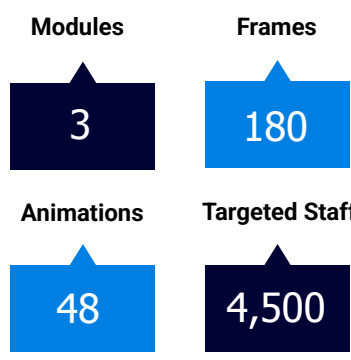 Modules
Frames
3
180
Animations
Targeted Staff
48
4,500